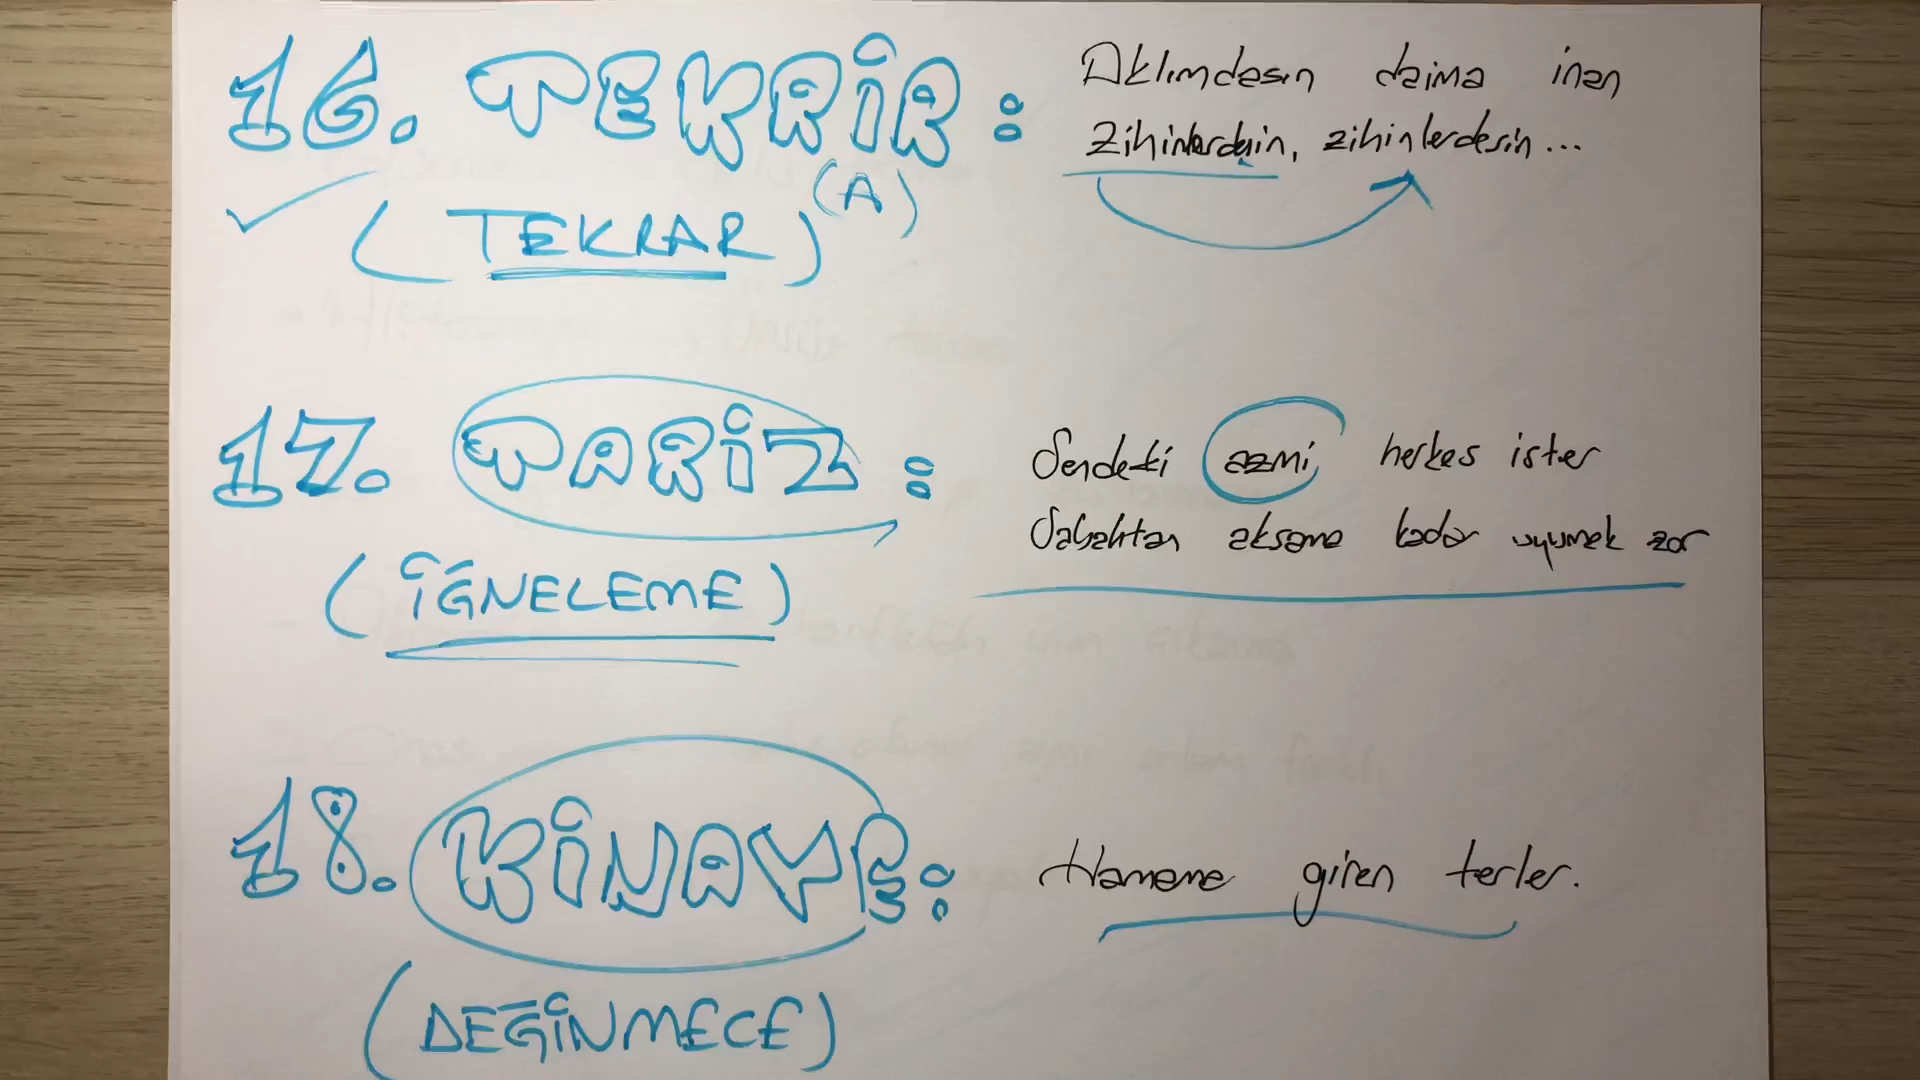 16. TEKRİR : Aklımdasın daima inan
zihinlerdesin, zihinlerdesin...
(TEKRAR) (A)
17. TARİZ : Sendeki azmi herkes ister
Sabahtan akşama kadar uyumak zor
(İĞNELEME)
18. KİNAYE: Hamama giren terler.
(DEĞİNMECE)